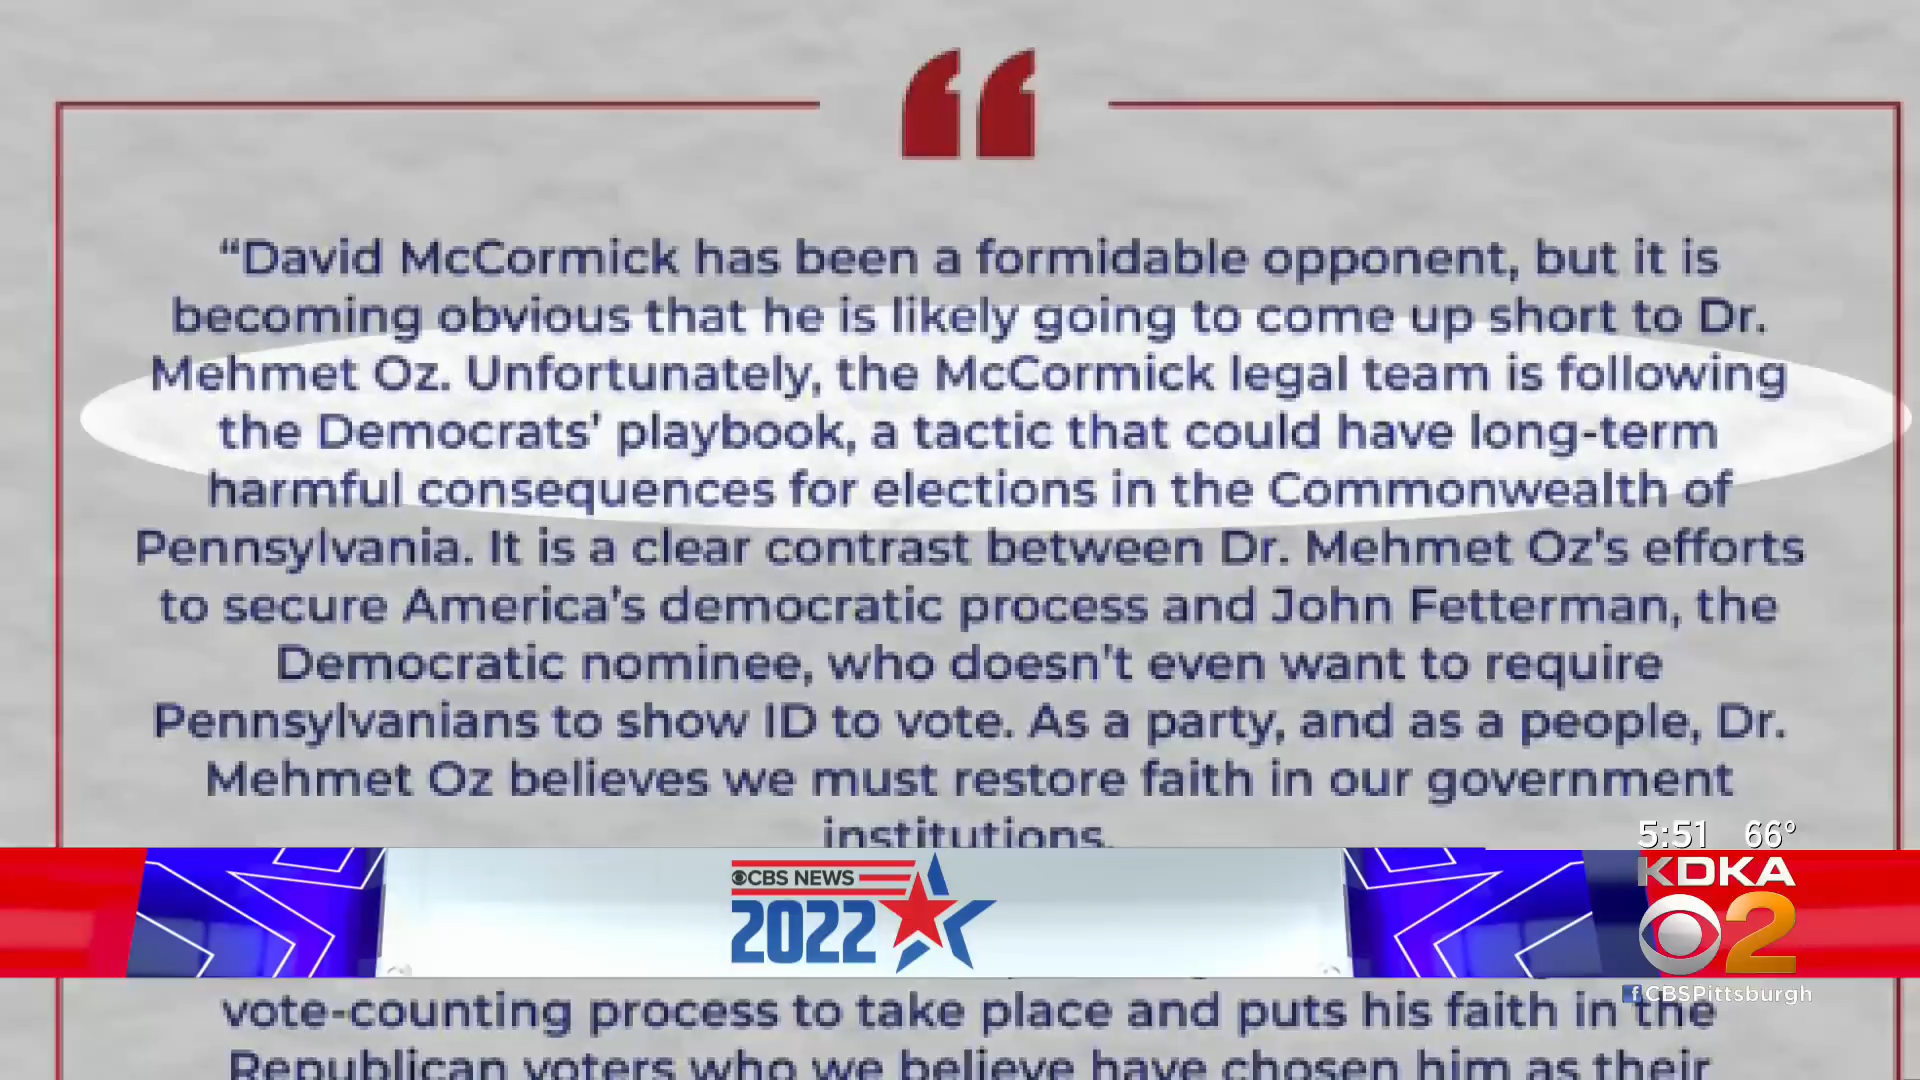 “David McCormick has been a formidable opponent, but it is
becoming obvious that he is likely going to come up short to Dr.
Mehmet Oz. Unfortunately, the McCormick legal team is following
the Democrats’ playbook, a tactic that could have long-term
harmful consequences for elections in the Commonwealth of
Pennsylvania. It is a clear contrast between Dr. Mehmet Oz’s efforts
to secure America’s democratic process and John Fetterman, the
Democratic nominee, who doesn’t even want to require
Pennsylvanians to show ID to vote. As a party, and as a people, Dr.
Mehmet Oz believes we must restore faith in our government
institutions.
5:51 66°
KDKA
2
CBS NEWS
2022
CBSPittsburgh
vote-counting process to take place and puts his faith in the
Republican voters who we believe have chosen him as their